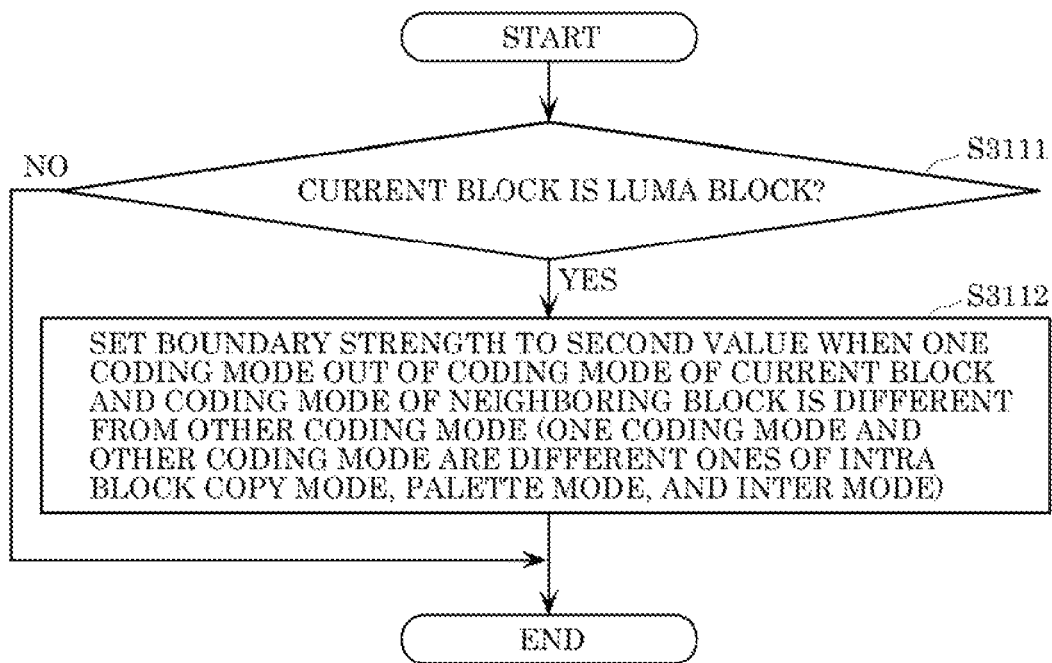 START
NO
S3111
CURRENT BLOCK IS LUMA BLOCK?
YES
S3112
SET BOUNDARY STRENGTH TO SECOND VALUE WHEN ONE
CODING MODE OUT OF CODING MODE OF CURRENT BLOCK
AND CODING MODE OF NEIGHBORING BLOCK IS DIFFERENT
FROM OTHER CODING MODE (ONE CODING MODE AND
OTHER CODING MODE ARE DIFFERENT ONES OF INTRA
BLOCK COPY MODE, PALETTE MODE, AND INTER MODE)
END